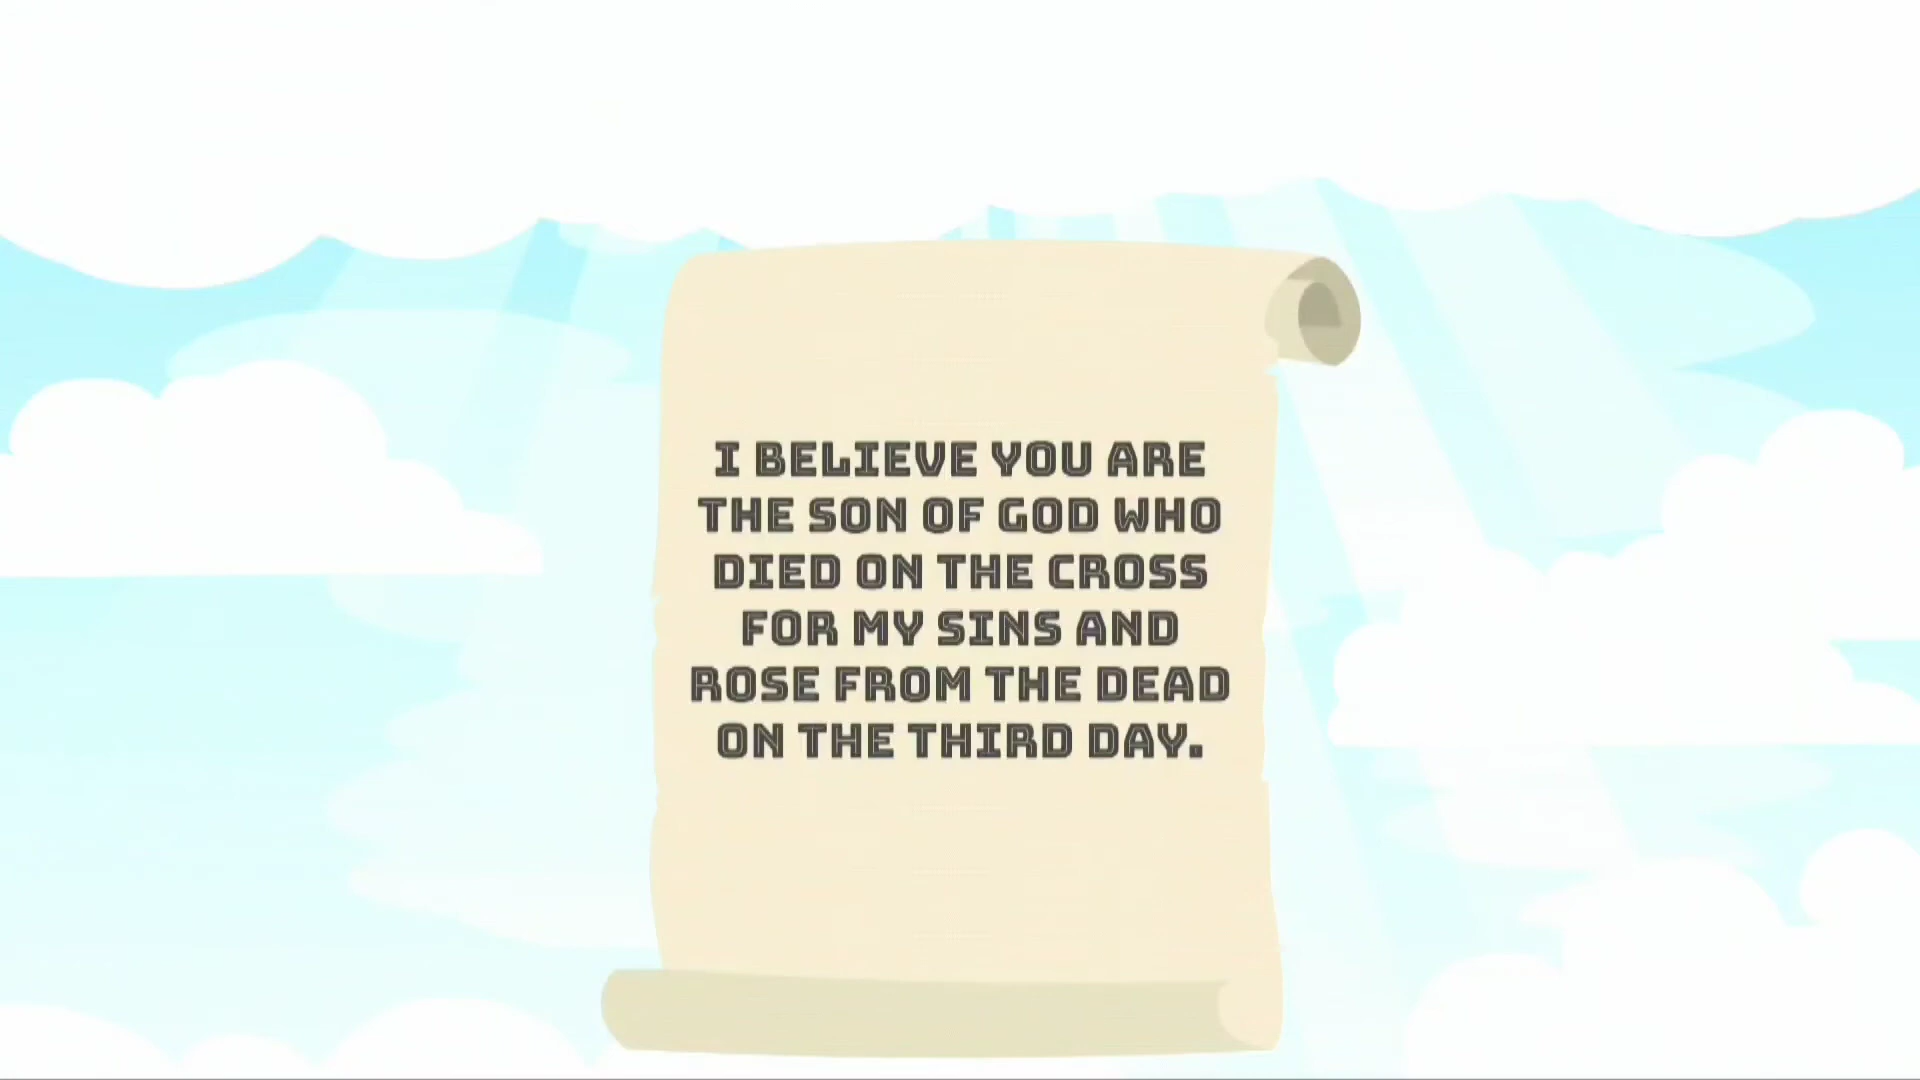 I BELIEVE YOU ARE
THE SON OF GOD WHO
DIED ON THE CROSS
FOR MY SINS AND
ROSE FROM THE DEAD
ON THE THIRD DAY.